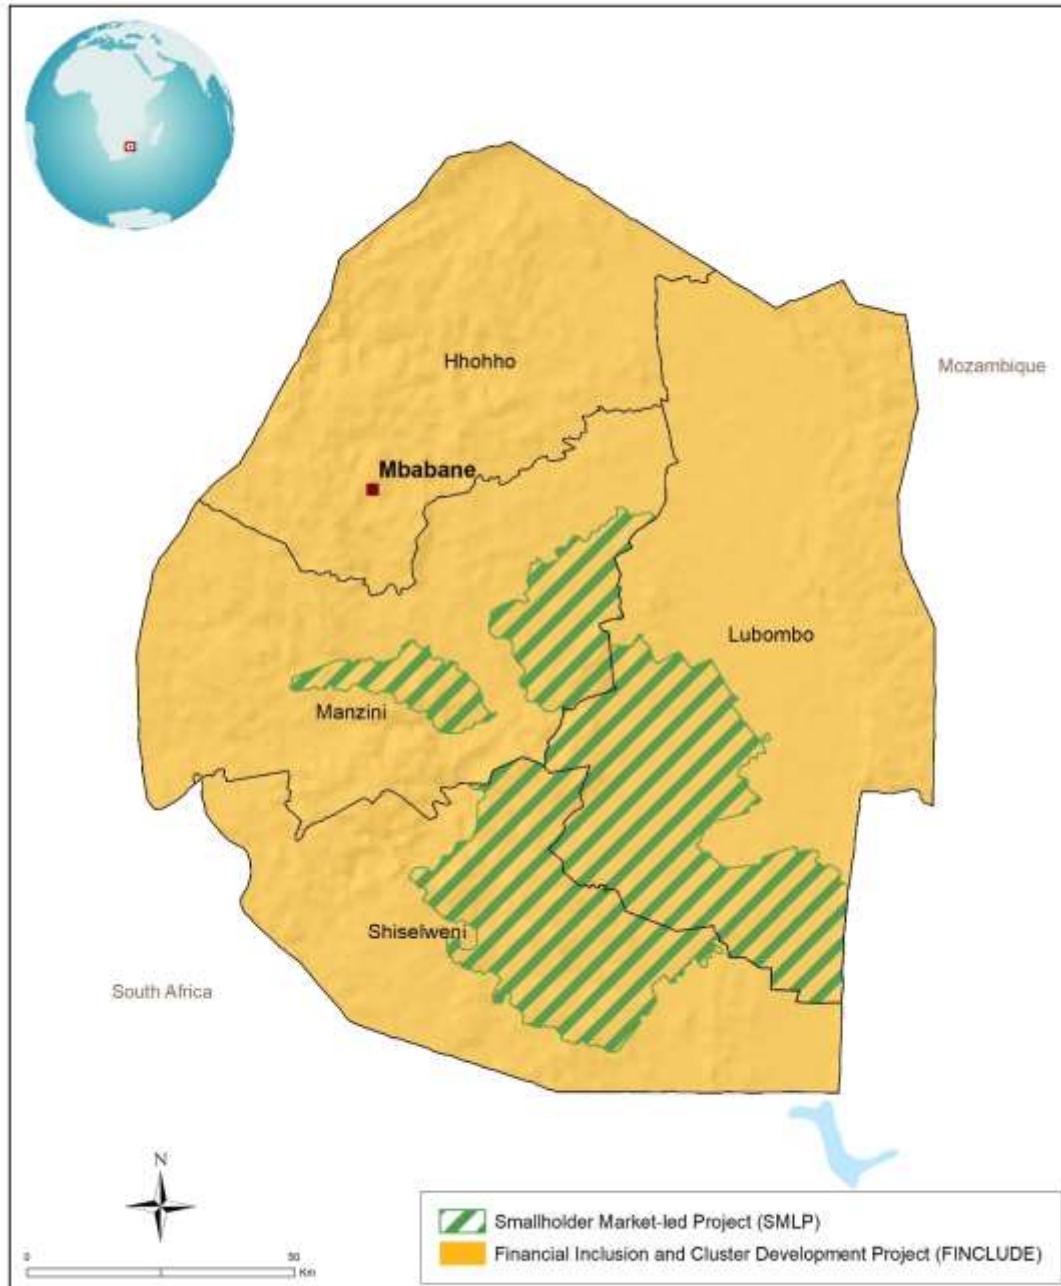 Hhohho
Mozambique
Mbabane
Lubombo
Manzini
Shiselweni
South Africa
N
0 50
Km
Smallholder Market-led Project (SMLP)
Financial Inclusion and Cluster Development Project (FINCLUDE)